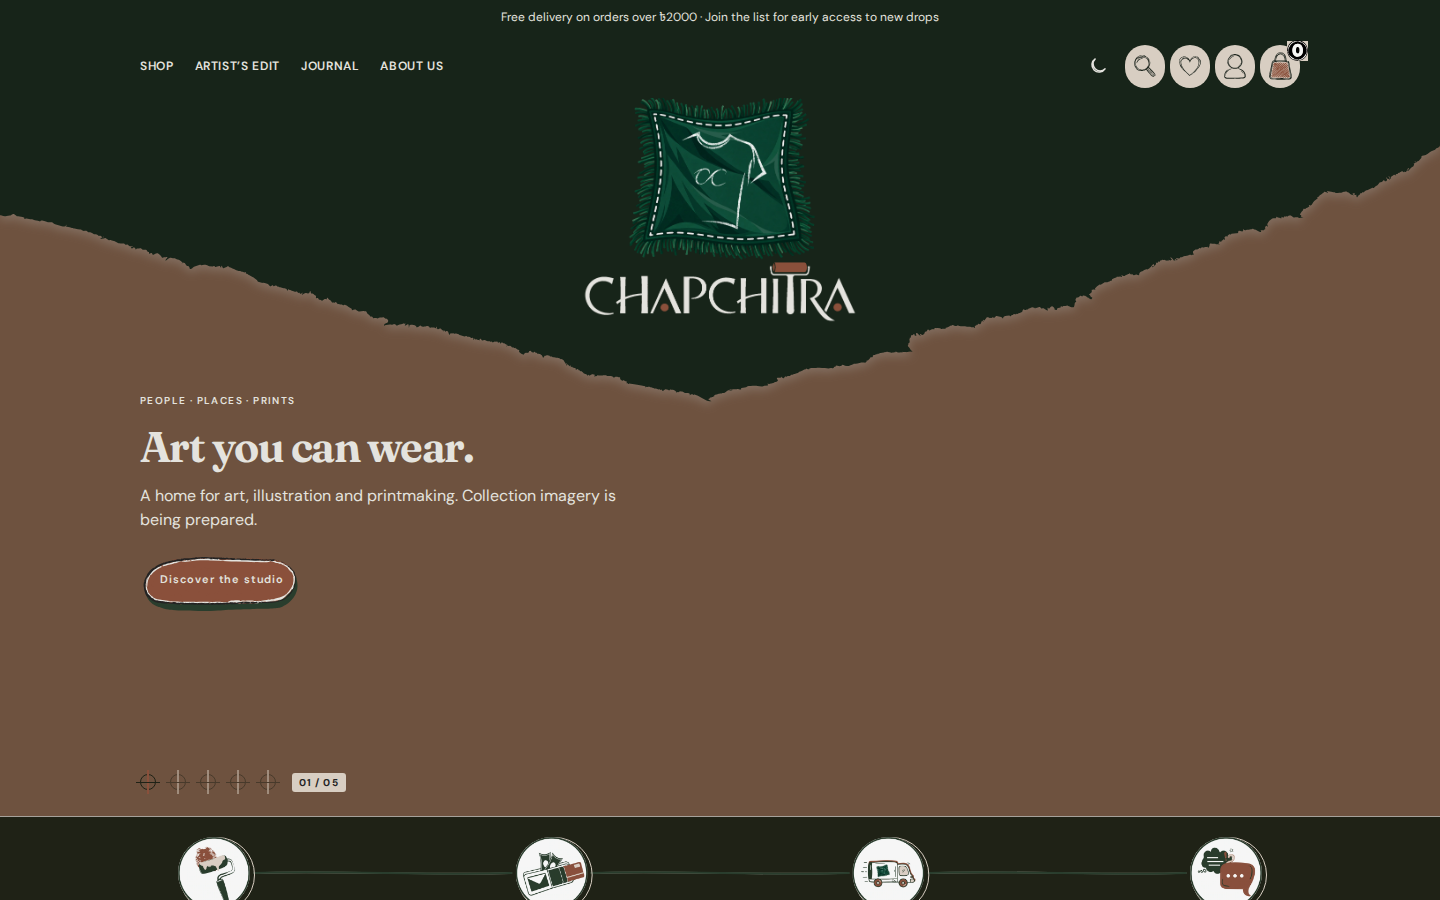 Free delivery on orders over ৳2000 · Join the list for early access to new drops
SHOP ARTIST’S EDIT JOURNAL ABOUT US
0
CC
CHAPCHITRA
PEOPLE · PLACES · PRINTS
Art you can wear.
A home for art, illustration and printmaking. Collection imagery is
being prepared.
Discover the studio
01 / 05